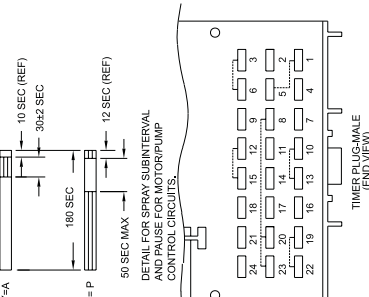 10 SEC (REF)
30±2 SEC
180 SEC
=A
12 SEC (REF)
50 SEC MAX
= P
DETAIL FOR SPRAY SUBINTERVAL
AND PAUSE FOR MOTOR/PUMP
CONTROL CIRCUITS.
3 2 1
6 5 4
9 8 7
12 11 10
15 14 13
18 17 16
21 20 19
24 23 22
TIMER PLUG-MALE
(END VIEW)